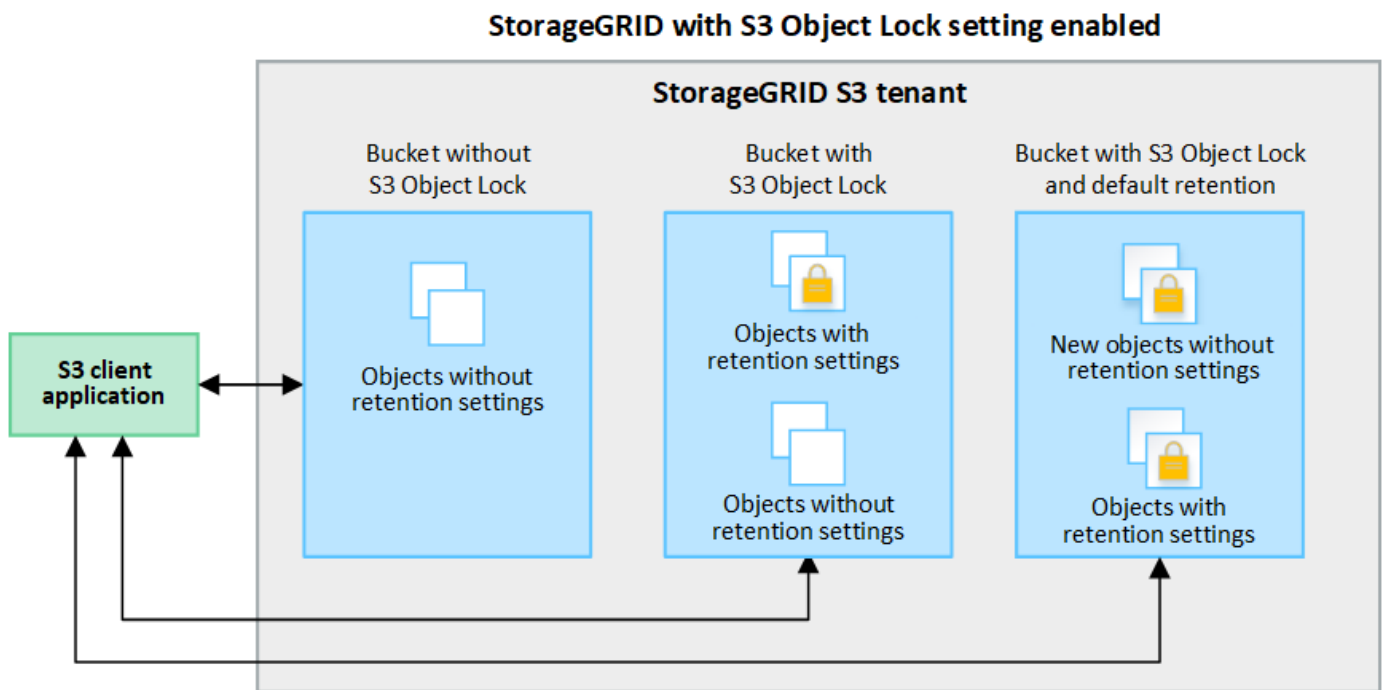 StorageGRID with S3 Object Lock setting enabled
StorageGRID S3 tenant
Bucket without
S3 Object Lock
Bucket with
S3 Object Lock
Bucket with S3 Object Lock
and default retention
S3 client
application
Objects without
retention settings
Objects with
retention settings
Objects without
retention settings
New objects without
retention settings
Objects with
retention settings